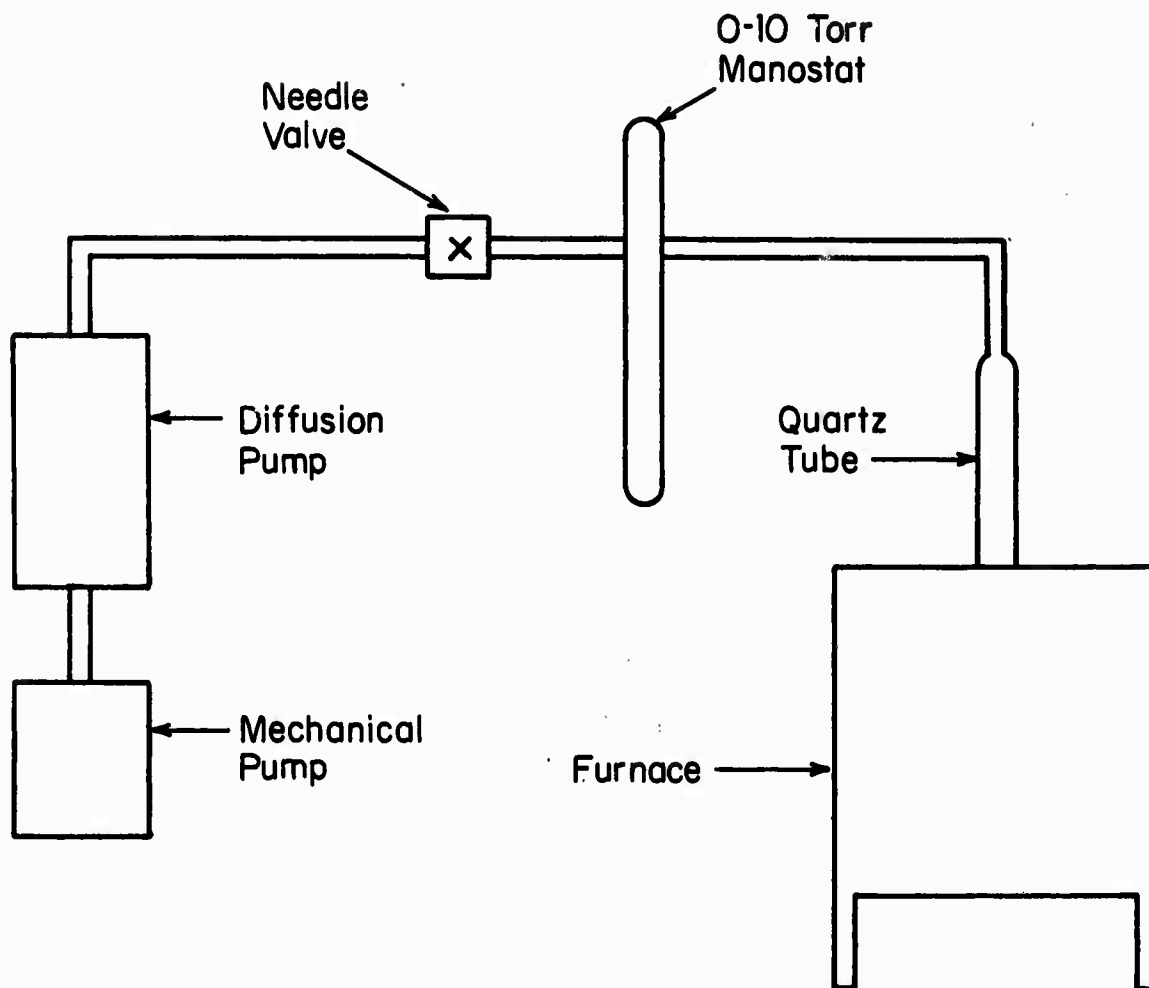 0-10 Torr
Manostat
Needle
Valve
Diffusion
Pump
Quartz
Tube
Mechanical
Pump
Furnace